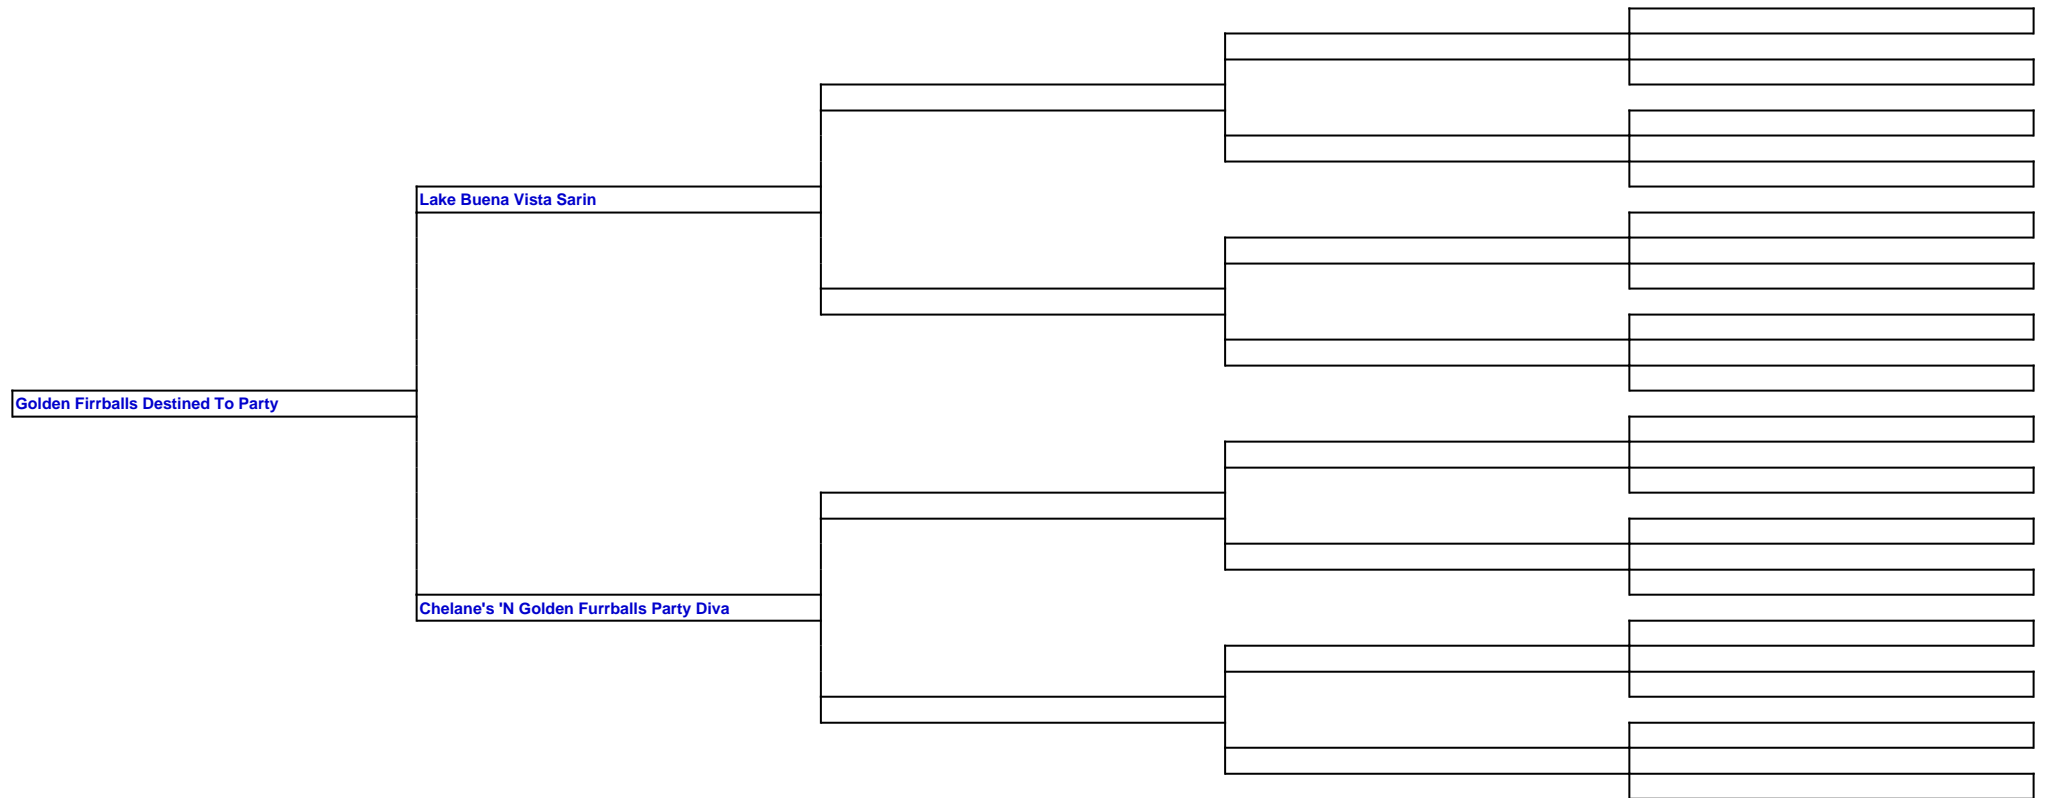 Lake Buena Vista Sarin
Golden Firrballs Destined To Party
Chelane's 'N Golden Furrballs Party Diva